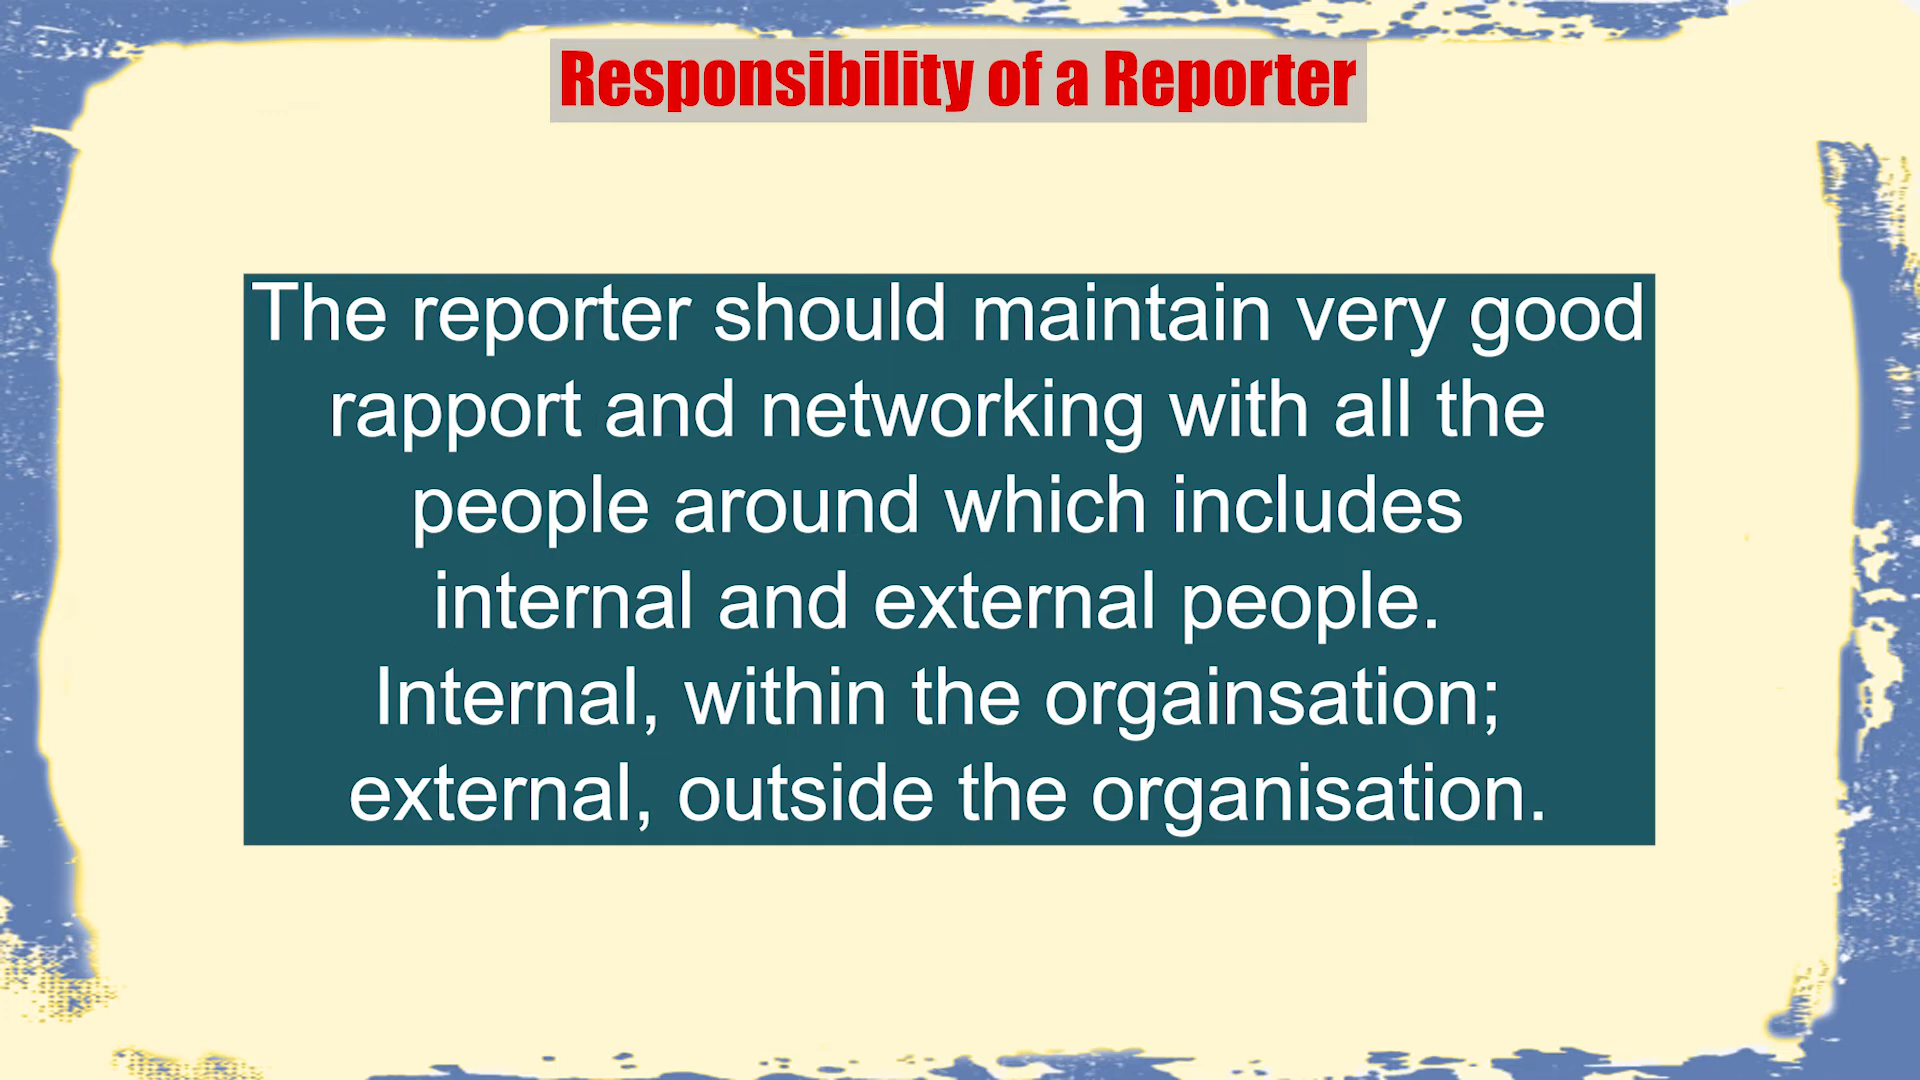 Responsibility of a Reporter
The reporter should maintain very good
rapport and networking with all the
people around which includes
internal and external people.
Internal, within the orgainsation;
external, outside the organisation.